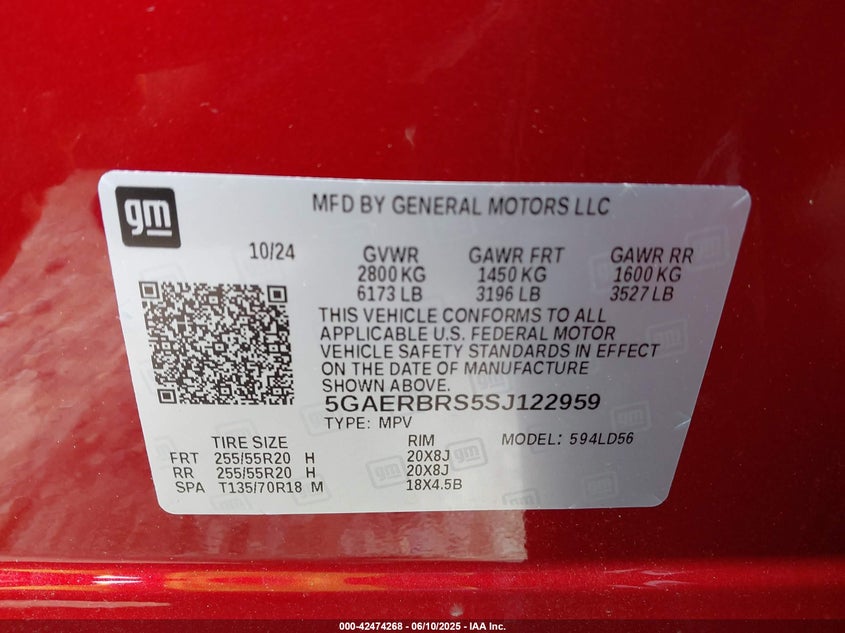 gm
MFD BY GENERAL MOTORS LLC
10/24 GVWR GAWR FRT GAWR RR
2800 KG 1450 KG 1600 KG
6173 LB 3196 LB 3527 LB
THIS VEHICLE CONFORMS TO ALL
APPLICABLE U.S. FEDERAL MOTOR
VEHICLE SAFETY STANDARDS IN EFFECT
ON THE DATE OF MANUFACTURE
SHOWN ABOVE.
5GAERBRS5SJ122959
TYPE: MPV MODEL: 594LD56
TIRE SIZE RIM
FRT 255/55R20 H 20X8J
RR 255/55R20 H 20X8J
SPA T135/70R18 M 18X4.5B
000-42474268 - 06/10/2025 - IAA Inc.